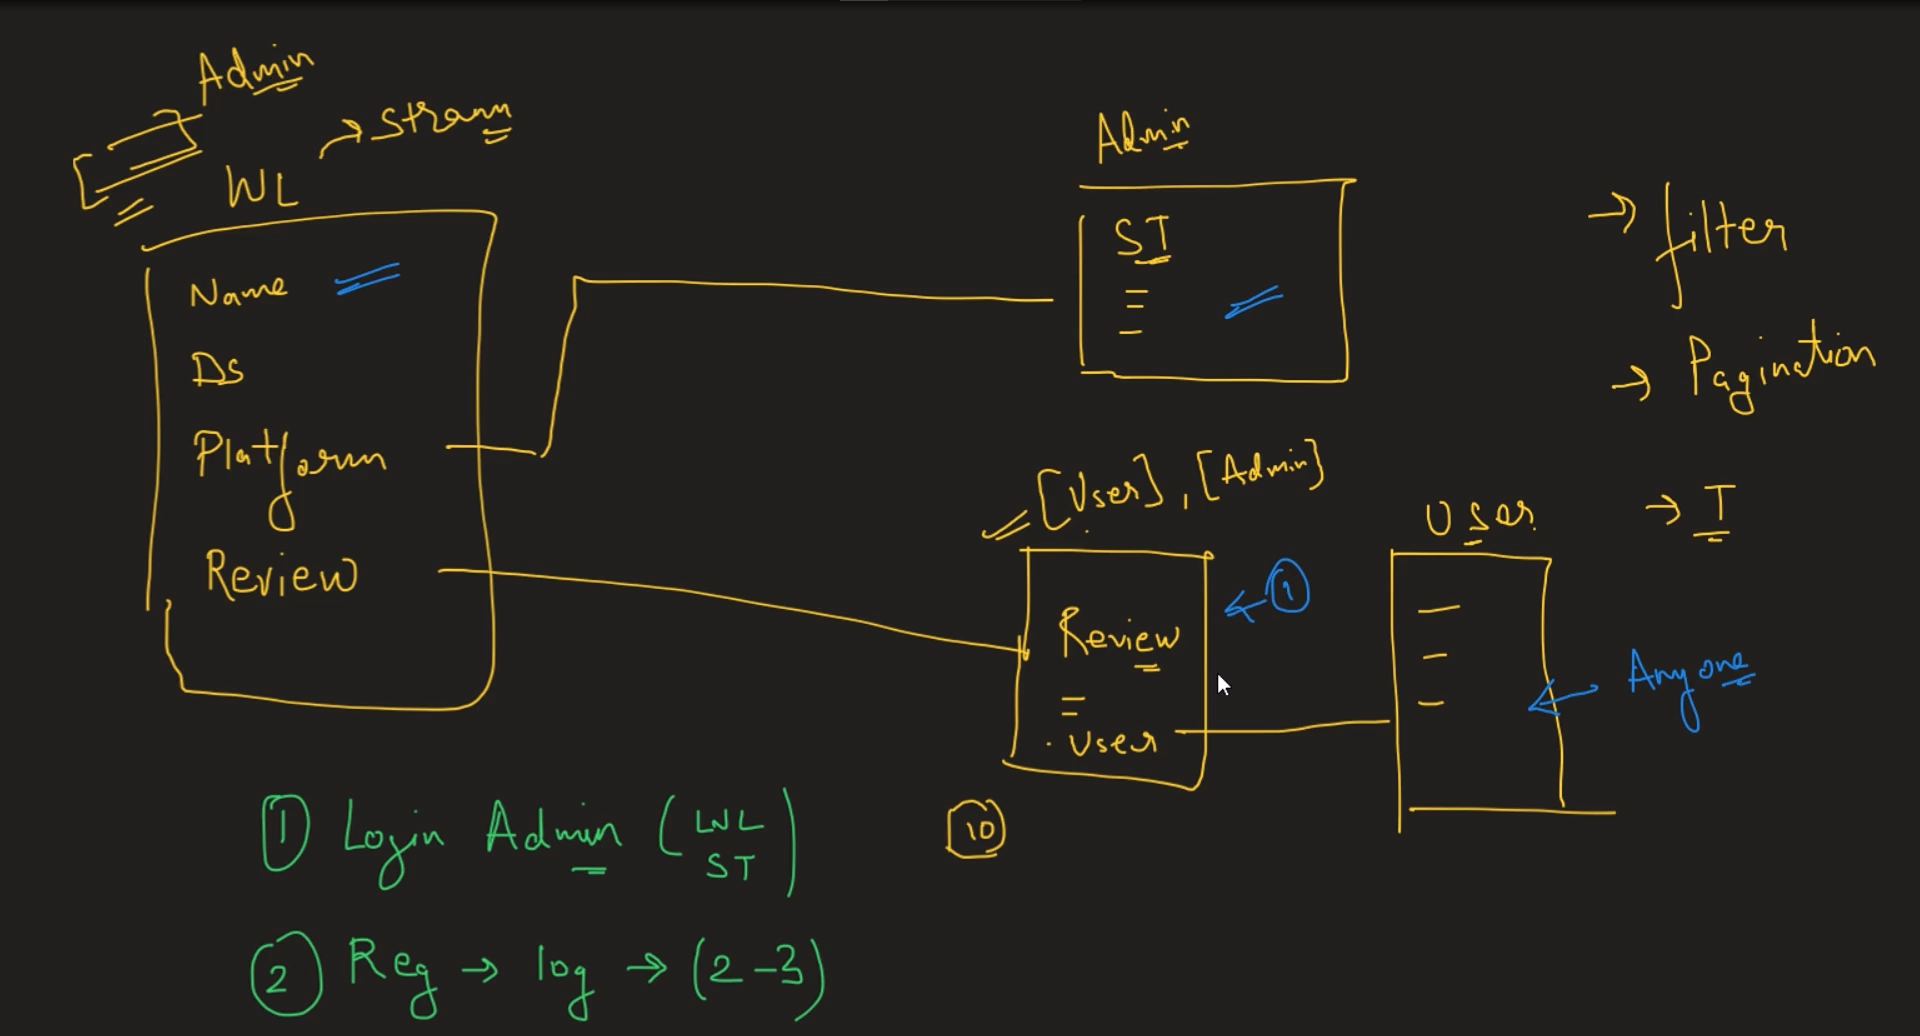 Admin
→ Stream
WL
Name
Ds
Platform
Review
Admin
ST
→ filter
→ Pagination
→ T
[User], [Admin]
Review
. User
① 
User
Anyone
10
① Login Admin (WL
ST)
② Reg → log → (2-3)